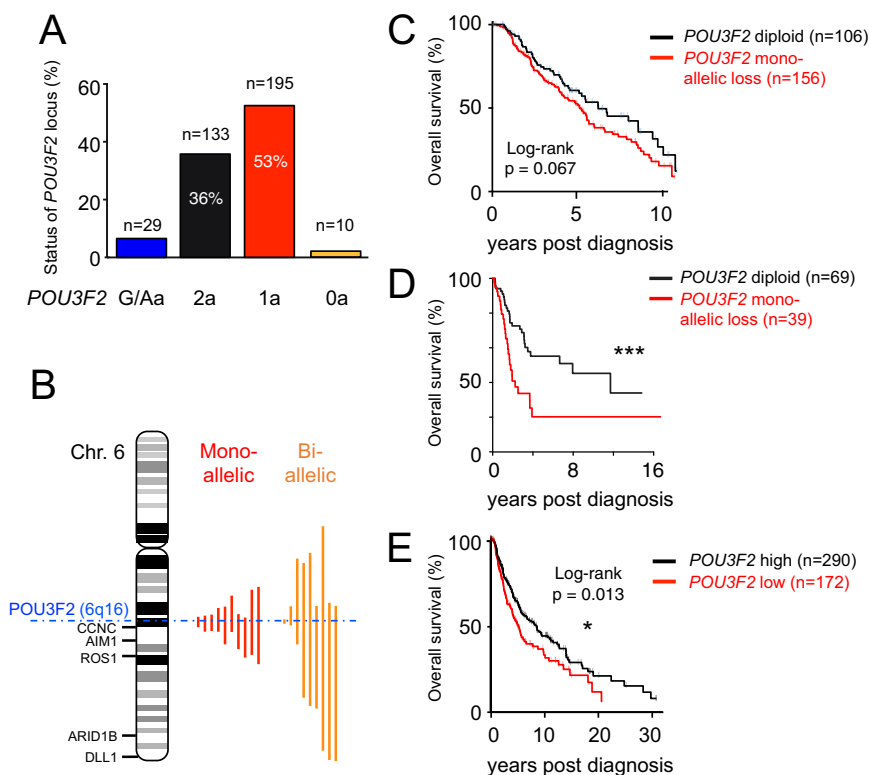 A
Status of POU3F2 locus (%)
60
40
20
0
n=29
n=133
36%
n=195
53%
n=10
POU3F2 G/Aa 2a 1a 0a
B
Chr. 6
Mono-
allelic
Bi-
allelic
POU3F2 (6q16)
CCNC
AIM1
ROS1
ARID1B
DLL1
C
Overall survival (%)
100
50
0
POU3F2 diploid (n=106)
POU3F2 mono-
allelic loss (n=156)
Log-rank
p = 0.067
0 5 10
years post diagnosis
D
Overall survival (%)
100
50
0
POU3F2 diploid (n=69)
POU3F2 mono-
allelic loss (n=39)
***
0 8 16
years post diagnosis
E
Overall survival (%)
100
50
0
POU3F2 high (n=290)
POU3F2 low (n=172)
Log-rank
p = 0.013
*
0 10 20 30
years post diagnosis